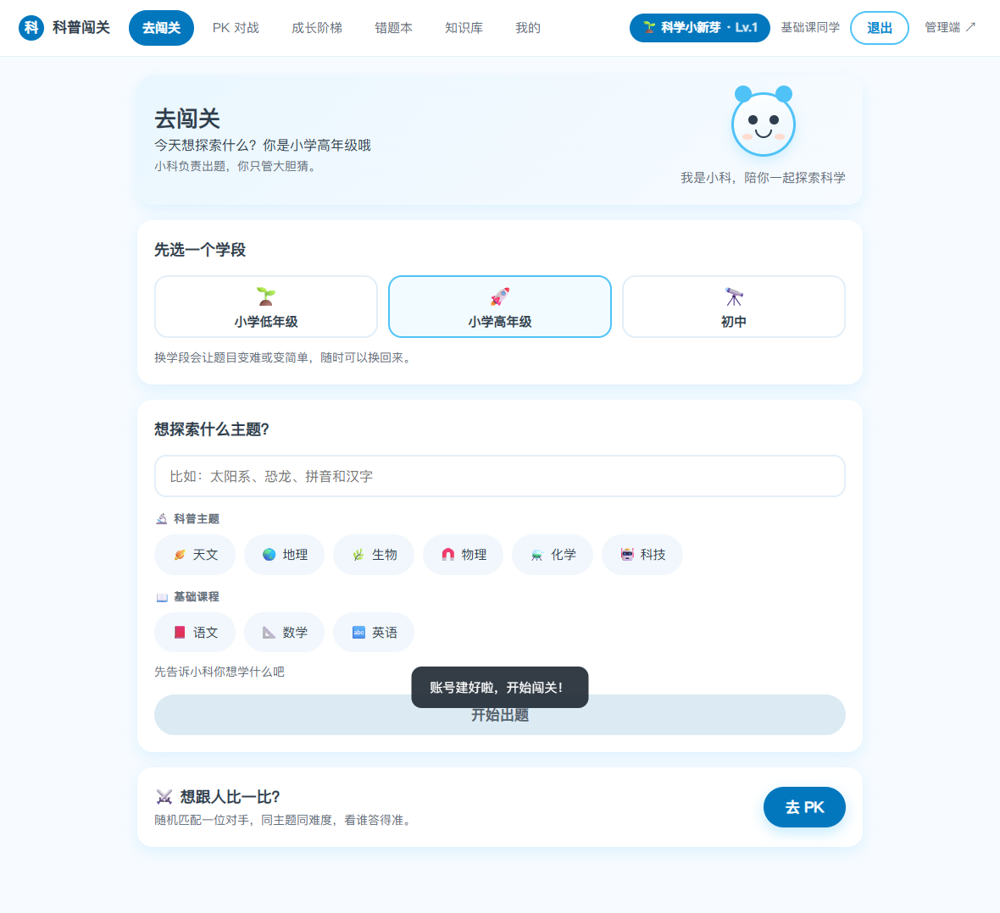 科 科普闯关 去闯关 PK 对战 成长阶梯 错题本 知识库 我的 科学小新芽 · Lv.1 基础课同学 退出 管理端 ↗
去闯关
今天想探索什么？你是小学高年级哦
小科负责出题，你只管大胆猜。
我是小科，陪你一起探索科学
先选一个学段
小学低年级 小学高年级 初中
换学段会让题目变难或变简单，随时可以换回来。
想探索什么主题？
比如：太阳系、恐龙、拼音和汉字
科普主题
天文 地理 生物 物理 化学 科技
基础课程
语文 数学 abc 英语
先告诉小科你想学什么吧
账号建好啦，开始闯关！
开始出题
想跟人比一比？
随机匹配一位对手，同主题同难度，看谁答得准。
去 PK